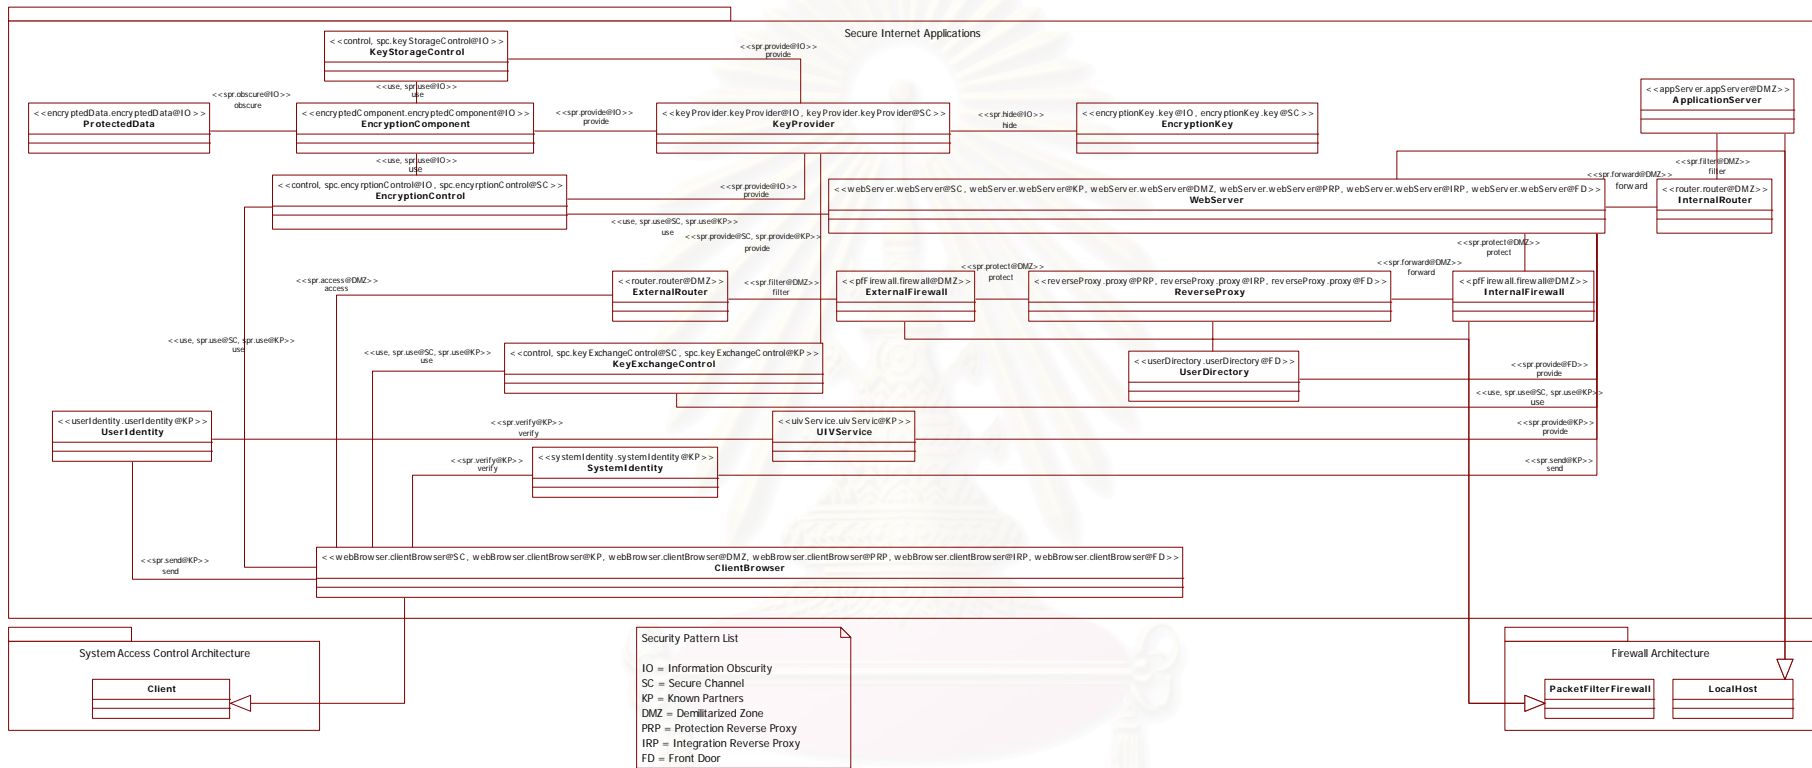 Secure Internet Applications
<<control, spc.keyStorageControl@IO>>
KeyStorageControl
<<spr.provide@IO>>
provide
<<use, spr.use@IO>>
use
<<spr.obscure@IO>>
obscure
<<encryptedData.encryptedData@IO>>
ProtectedData
<<encyptedComponent.encyptedComponent@IO>>
EncryptionComponent
<<spr.provide@IO>>
provide
<<keyProvider.keyProvider@IO, keyProvider.keyProvider@SC>>
KeyProvider
<<spr.hide@IO>>
hide
<<encryptionKey.key@IO, encryptionKey.key@SC>>
EncryptionKey
<<appServer.appServer@DMZ>>
ApplicationServer
<<use, spr.use@IO>>
use
<<spr.filter@DMZ>>
filter
<<control, spc.encyrptionControl@IO, spc.encyrptionControl@SC>>
EncryptionControl
<<spr.provide@IO>>
provide
<<webServer.webServer@SC, webServer.webServer@KP, webServer.webServer@DMZ, webServer.webServer@PRP, webServer.webServer@IRP, webServer.webServer@FD>>
WebServer
<<spr.forward@DMZ>>
forward
<<router.router@DMZ>>
InternalRouter
<<use, spr.use@SC, spr.use@KP>>
use
<<spr.provide@SC, spr.provide@KP>>
provide
<<spr.protect@DMZ>>
protect
<<spr.access@DMZ>>
access
<<router.router@DMZ>>
ExternalRouter
<<spr.filter@DMZ>>
filter
<<pfFirewall.firewall@DMZ>>
ExternalFirewall
<<spr.protect@DMZ>>
protect
<<reverseProxy.proxy@PRP, reverseProxy.proxy@IRP, reverseProxy.proxy@FD>>
ReverseProxy
<<spr.forward@DMZ>>
forward
<<pfFirewall.firewall@DMZ>>
InternalFirewall
<<use, spr.use@SC, spr.use@KP>>
use
<<use, spr.use@SC, spr.use@KP>>
use
<<control, spc.keyExchangeControl@SC, spc.keyExchangeControl@KP>>
KeyExchangeControl
<<userDirectory.userDirectory@FD>>
UserDirectory
<<spr.provide@FD>>
provide
<<use, spr.use@SC, spr.use@KP>>
use
<<userIdentity.userIdentity@KP>>
UserIdentity
<<spr.verify@KP>>
verify
<<uivService.uivServic@KP>>
UIVService
<<spr.provide@KP>>
provide
<<spr.verify@KP>>
verify
<<systemIdentity.systemIdentity@KP>>
SystemIdentity
<<spr.send@KP>>
send
<<spr.send@KP>>
send
<<webBrowser.clientBrowser@SC, webBrowser.clientBrowser@KP, webBrowser.clientBrowser@DMZ, webBrowser.clientBrowser@PRP, webBrowser.clientBrowser@IRP, webBrowser.clientBrowser@FD>>
ClientBrowser
System Access Control Architecture
Client
Security Pattern List
IO = Information Obscurity
SC = Secure Channel
KP = Known Partners
DMZ = Demilitarized Zone
PRP = Protection Reverse Proxy
IRP = Integration Reverse Proxy
FD = Front Door
Firewall Architecture
PacketFilterFirewall
LocalHost